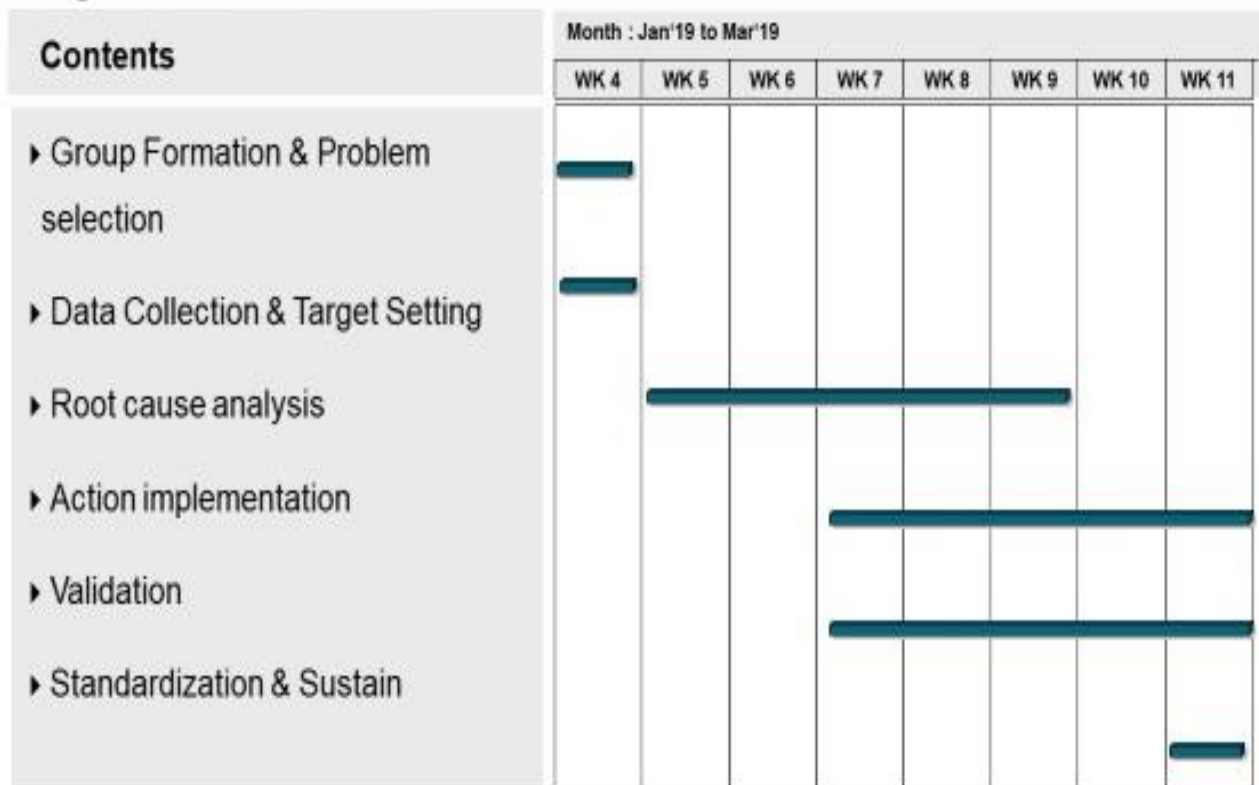 Contents
Month : Jan'19 to Mar'19
WK 4 WK 5 WK 6 WK 7 WK 8 WK 9 WK 10 WK 11
Group Formation & Problem
selection
Data Collection & Target Setting
Root cause analysis
Action implementation
Validation
Standardization & Sustain